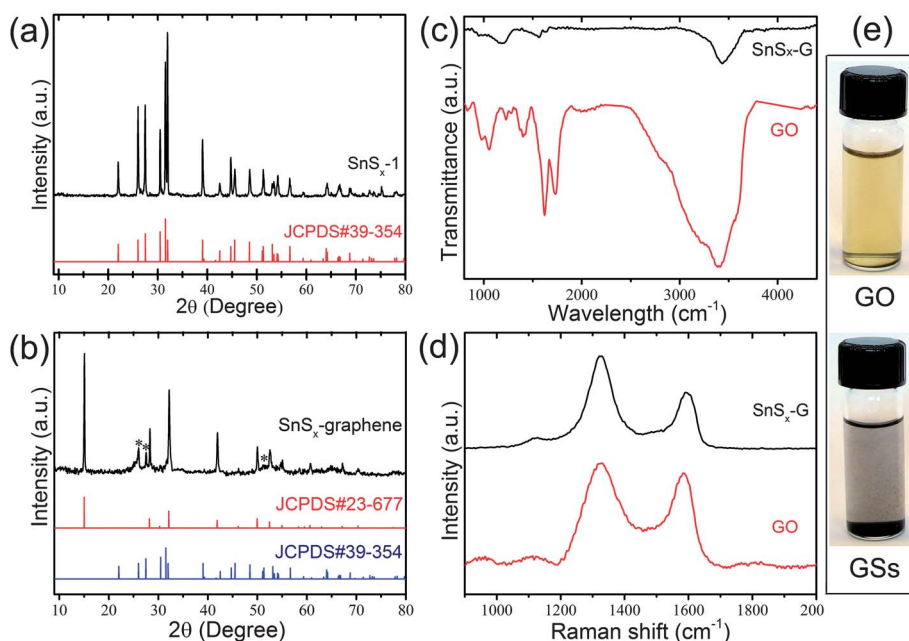 (a)
Intensity (a.u.)
SnSₓ-1
JCPDS#39-354
10 20 30 40 50 60 70 80
2θ (Degree)
(b)
Intensity (a.u.)
* * *
SnSₓ-graphene
JCPDS#23-677
JCPDS#39-354
10 20 30 40 50 60 70 80
2θ (Degree)
(c)
Transmittance (a.u.)
SnSₓ-G
GO
1000 2000 3000 4000
Wavelength (cm⁻¹)
(d)
Intensity (a.u.)
SnSₓ-G
GO
1000 1200 1400 1600 1800 2000
Raman shift (cm⁻¹)
(e)
GO
GSs